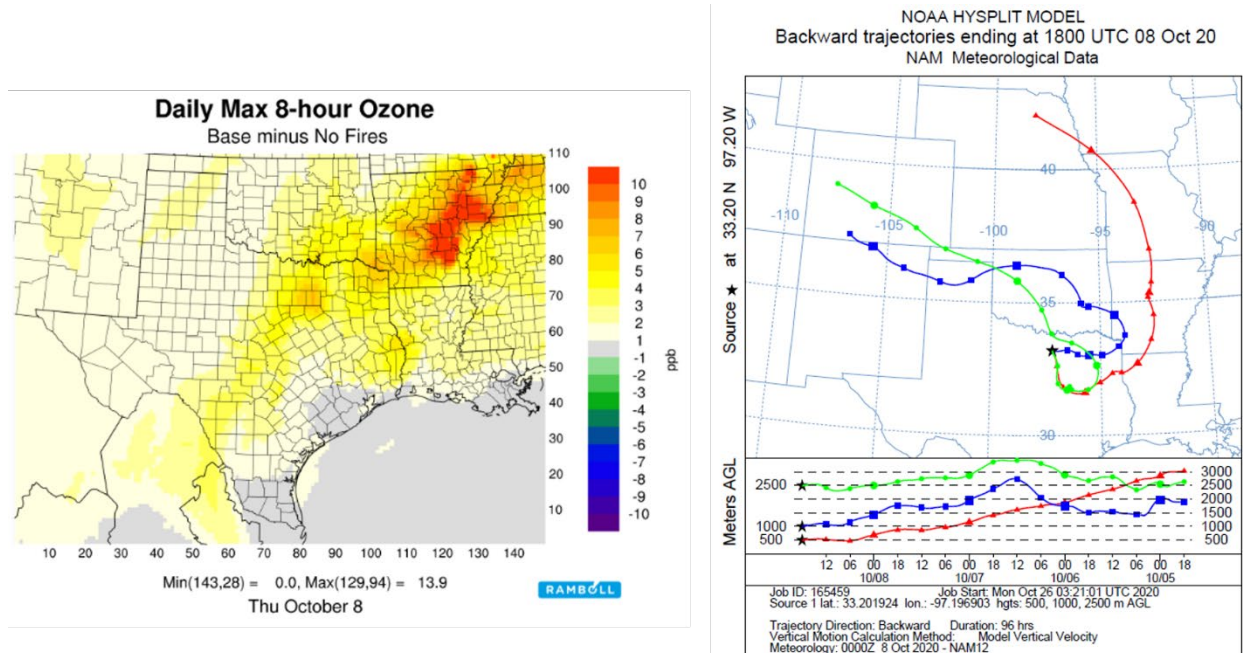 Daily Max 8-hour Ozone
Base minus No Fires
110
100
90
80
70
60
50
40
30
20
10
10 20 30 40 50 60 70 80 90 100 110 120 130 140
10
9
8
7
6
5
4
3
2
1
-1
-2
-3
-4
-5
-6
-7
-8
-9
-10
ppb
Min(143,28) = 0.0, Max(129,94) = 13.9
Thu October 8
RAMBOLL
NOAA HYSPLIT MODEL
Backward trajectories ending at 1800 UTC 08 Oct 20
NAM Meteorological Data
Source ★ at 33.20 N 97.20 W
40
-110 -105 -100 -95 -90
35
30
Meters AGL
2500
1000
500
3000
2500
2000
1500
1000
500
12 06 00 18 12 06 00 18 12 06 00 18 12 06 00 18
10/08 10/07 10/06 10/05
Job ID: 165459 Job Start: Mon Oct 26 03:21:01 UTC 2020
Source 1 lat.: 33.201924 lon.: -97.196903 hgts: 500, 1000, 2500 m AGL
Trajectory Direction: Backward Duration: 96 hrs
Vertical Motion Calculation Method: Model Vertical Velocity
Meteorology: 0000Z 8 Oct 2020 - NAM12